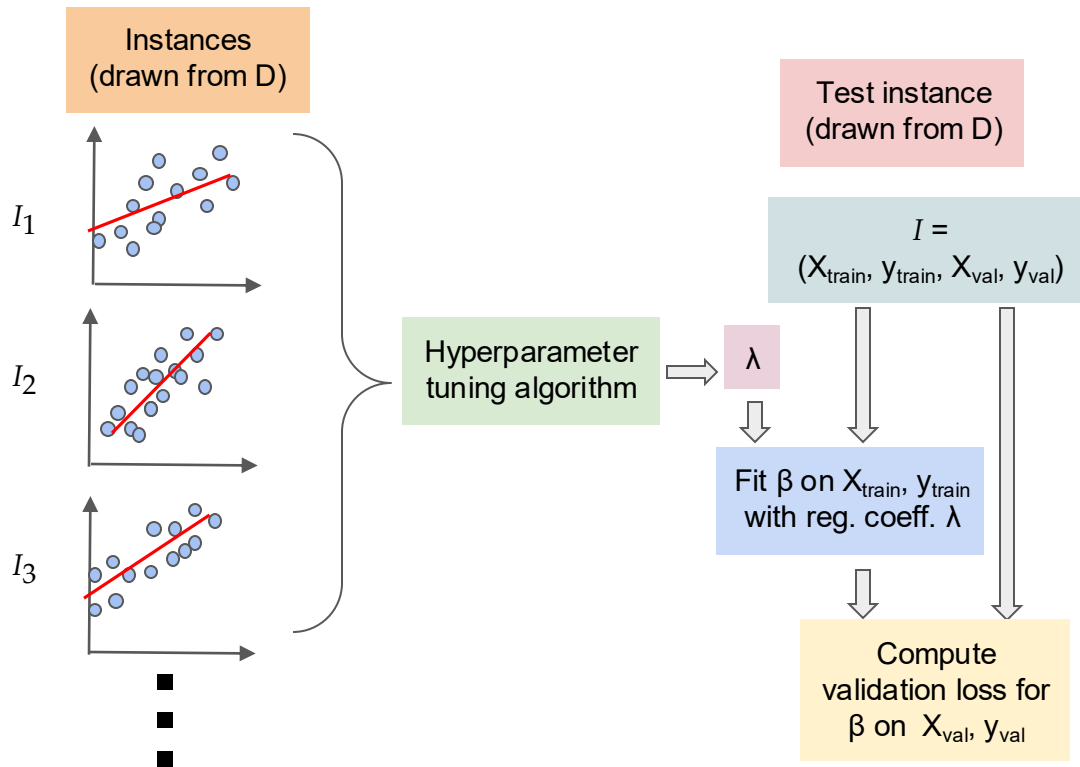 Instances
(drawn from D)
I1
I2
I3
Hyperparameter
tuning algorithm
λ
Test instance
(drawn from D)
I =
(Xtrain, ytrain, Xval, yval)
Fit β on Xtrain, ytrain
with reg. coeff. λ
Compute
validation loss for
β on Xval, yval